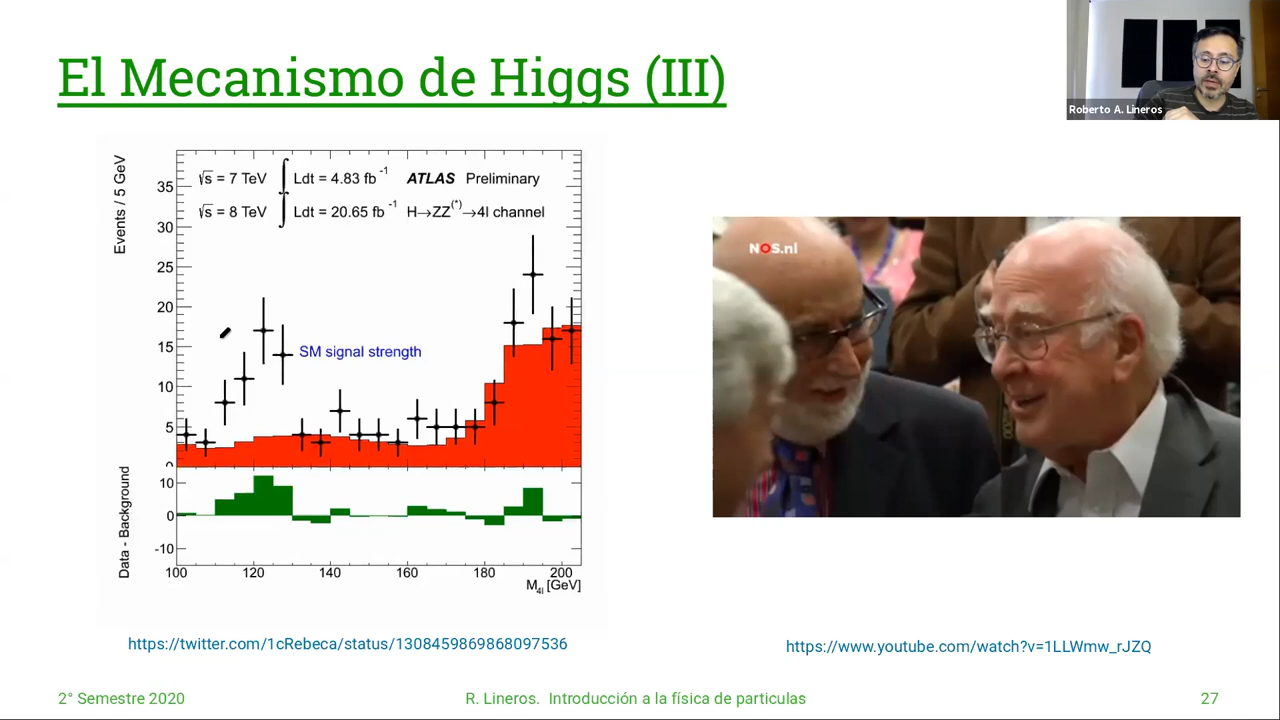 El Mecanismo de Higgs (III)
Roberto A. Lineros
√s = 7 TeV ∫ Ldt = 4.83 fb⁻¹ ATLAS Preliminary
√s = 8 TeV ∫ Ldt = 20.65 fb⁻¹ H→ZZ(*)→4l channel
Events / 5 GeV
35
30
25
20
15
10
5
0
SM signal strength
NOS.nl
Data - Background
10
0
-10
100 120 140 160 180 200
M4l [GeV]
https://twitter.com/1cRebeca/status/1308459869868097536
https://www.youtube.com/watch?v=1LLWmw_rJZQ
2° Semestre 2020
R. Lineros. Introducción a la física de particulas
27